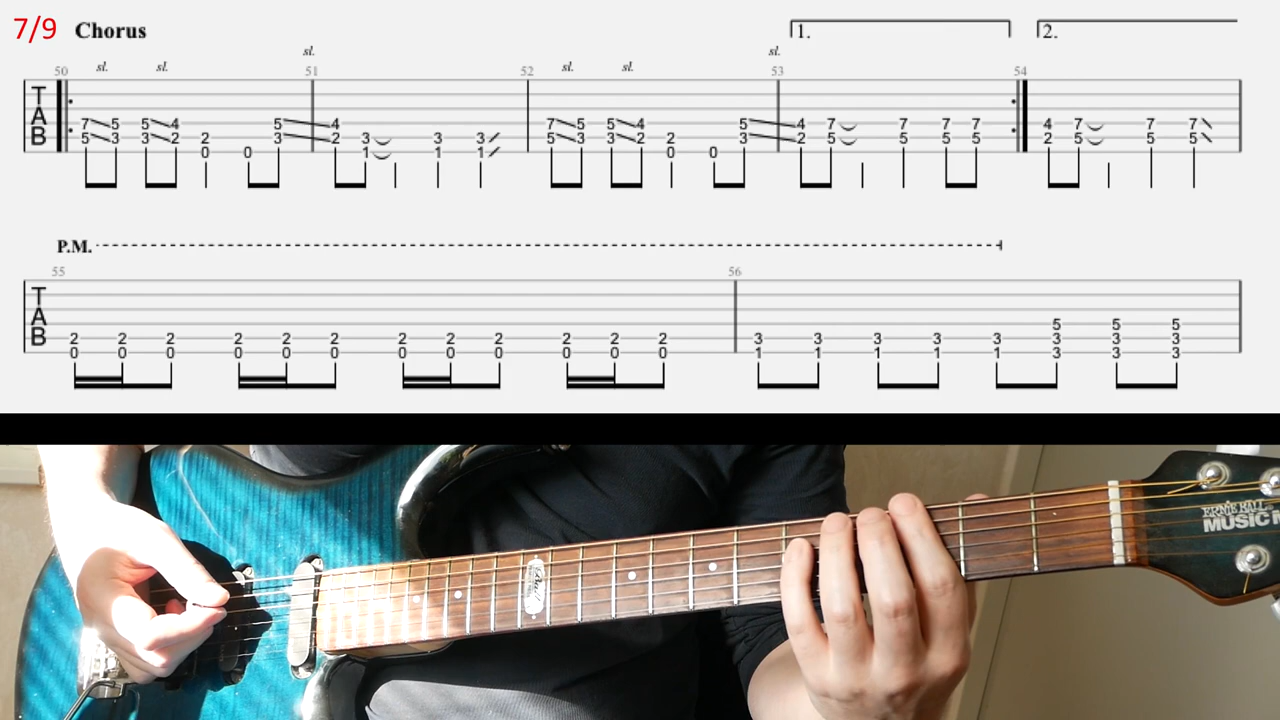 7/9 Chorus
1. 2.
sl. sl.
sl. sl. sl. sl.
50 51 52 53 54
T
A
B
7 5 5 4 5 4 7 5 5 4 5 4 7 7 7 7 4 7 7 7
5 3 3 2 2 3 2 3 3 3 5 3 3 2 2 3 2 5 5 5 5 2 5 5 5
0 0 1 1 1 0 0
P.M.
55 56
T
A
B
5 5 5
2 2 2 2 2 2 2 2 2 2 2 2 3 3 3 3 3 3 3 3
0 0 0 0 0 0 0 0 0 0 0 0 1 1 1 1 1 3 3 3
ERNIE BALL
MUSIC M